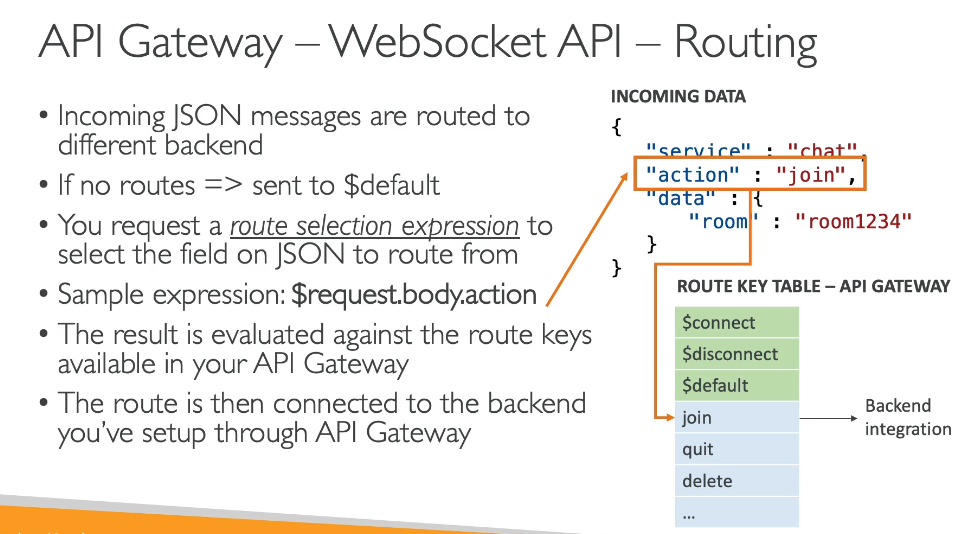 API Gateway – WebSocket API – Routing
• Incoming JSON messages are routed to
different backend
• If no routes => sent to $default
• You request a route selection expression to
select the field on JSON to route from
• Sample expression: $request.body.action
• The result is evaluated against the route keys
available in your API Gateway
• The route is then connected to the backend
you've setup through API Gateway
INCOMING DATA
{
"service" : "chat",
"action" : "join",
"data" : {
"room" : "room1234"
}
}
ROUTE KEY TABLE – API GATEWAY
$connect
$disconnect
$default
join
quit
delete
...
Backend
integration